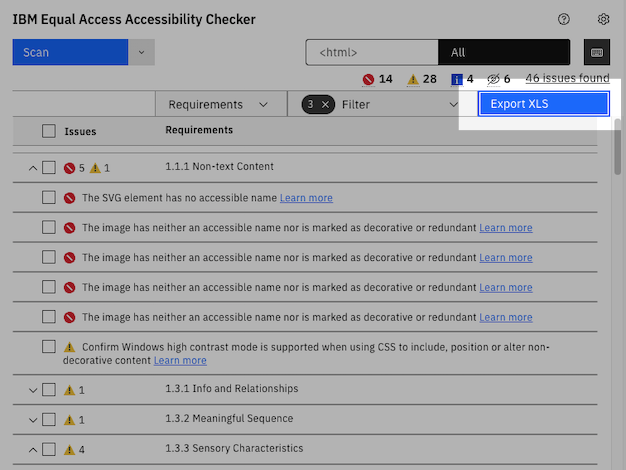 IBM Equal Access Accessibility Checker
Scan <html> All
14 28 4 6 46 issues found
Requirements 3 Filter Export XLS
Issues Requirements
5 1 1.1.1 Non-text Content
The SVG element has no accessible name Learn more
The image has neither an accessible name nor is marked as decorative or redundant Learn more
The image has neither an accessible name nor is marked as decorative or redundant Learn more
The image has neither an accessible name nor is marked as decorative or redundant Learn more
The image has neither an accessible name nor is marked as decorative or redundant Learn more
Confirm Windows high contrast mode is supported when using CSS to include, position or alter non-
decorative content Learn more
1 1.3.1 Info and Relationships
1 1.3.2 Meaningful Sequence
4 1.3.3 Sensory Characteristics